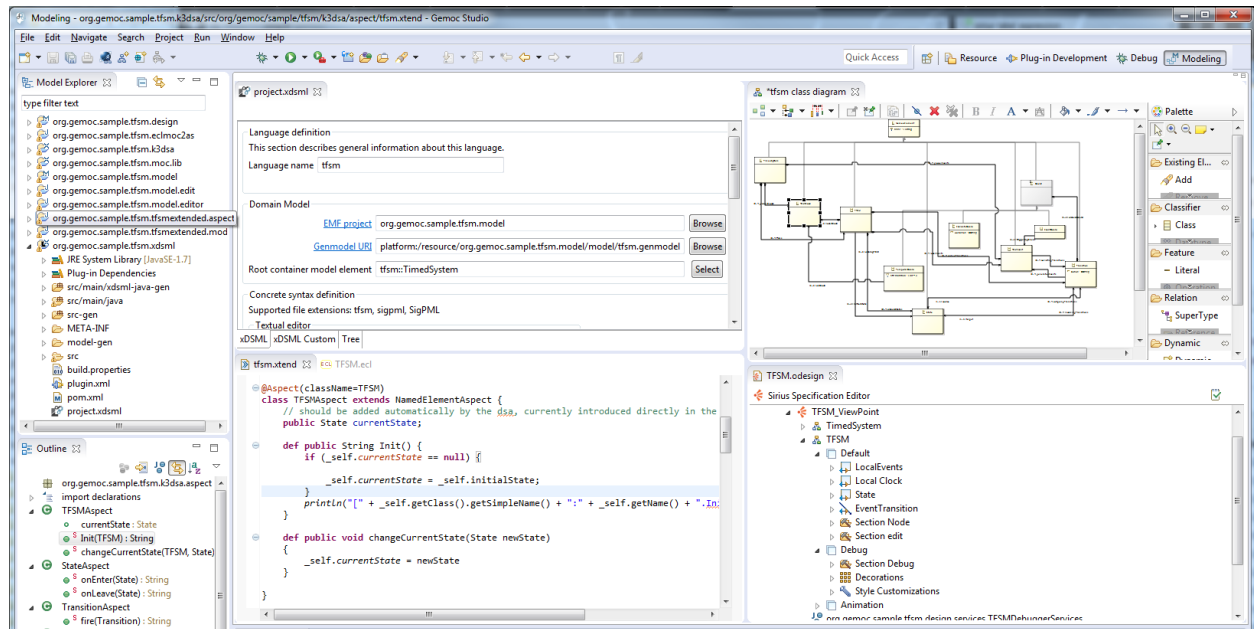 Modeling - org.gemoc.sample.tfsm.k3dsa/src/org/gemoc/sample/tfsm/k3dsa/aspect/tfsm.xtend - Gemoc Studio
File Edit Navigate Search Project Run Window Help
Quick Access
Resource
Plug-in Development
Debug
Modeling
Model Explorer
type filter text
org.gemoc.sample.tfsm.design
org.gemoc.sample.tfsm.eclmoc2as
org.gemoc.sample.tfsm.k3dsa
org.gemoc.sample.tfsm.moc.lib
org.gemoc.sample.tfsm.model
org.gemoc.sample.tfsm.model.edit
org.gemoc.sample.tfsm.model.editor
org.gemoc.sample.tfsm.tfsmextended.aspect
org.gemoc.sample.tfsm.tfsmextended.mod
org.gemoc.sample.tfsm.xdsml
JRE System Library [JavaSE-1.7]
Plug-in Dependencies
src/main/xdsml-java-gen
src/main/java
src-gen
META-INF
model-gen
src
build.properties
plugin.xml
pom.xml
project.xdsml
Outline
org.gemoc.sample.tfsm.k3dsa.aspect
import declarations
TFSMAspect
currentState : State
Init(TFSM) : String
changeCurrentState(TFSM, State)
StateAspect
onEnter(State) : String
onLeave(State) : String
TransitionAspect
fire(Transition) : String
project.xdsml
Language definition
This section describes general information about this language.
Language name tfsm
Domain Model
EMF project org.gemoc.sample.tfsm.model Browse
Genmodel URI platform:/resource/org.gemoc.sample.tfsm.model/model/tfsm.genmodel Browse
Root container model element tfsm::TimedSystem Select
Concrete syntax definition
Supported file extensions: tfsm, sigpml, SigPML
Textual editor
xDSML xDSML Custom Tree
tfsm.xtend
ECL TFSM.ecl
@Aspect(className=TFSM)
class TFSMAspect extends NamedElementAspect {
// should be added automatically by the dsa, currently introduced directly in the
public State currentState;
def public String Init() {
if (_self.currentState == null) {
_self.currentState = _self.initialState;
}
println("[" + _self.getClass().getSimpleName() + ":" + _self.getName() + ".In:
}
def public void changeCurrentState(State newState)
{
_self.currentState = newState
}
}
*tfsm class diagram
B I A
Palette
Existing El...
Add
Classifier
Class
Feature
Literal
Relation
SuperType
Dynamic
TFSM.odesign
Sirius Specification Editor
TFSM_ViewPoint
TimedSystem
TFSM
Default
LocalEvents
Local Clock
State
EventTransition
Section Node
Section edit
Debug
Section Debug
Decorations
Style Customizations
Animation
org.gemoc.sample.tfsm.design.services.TFSMDebuggerServices